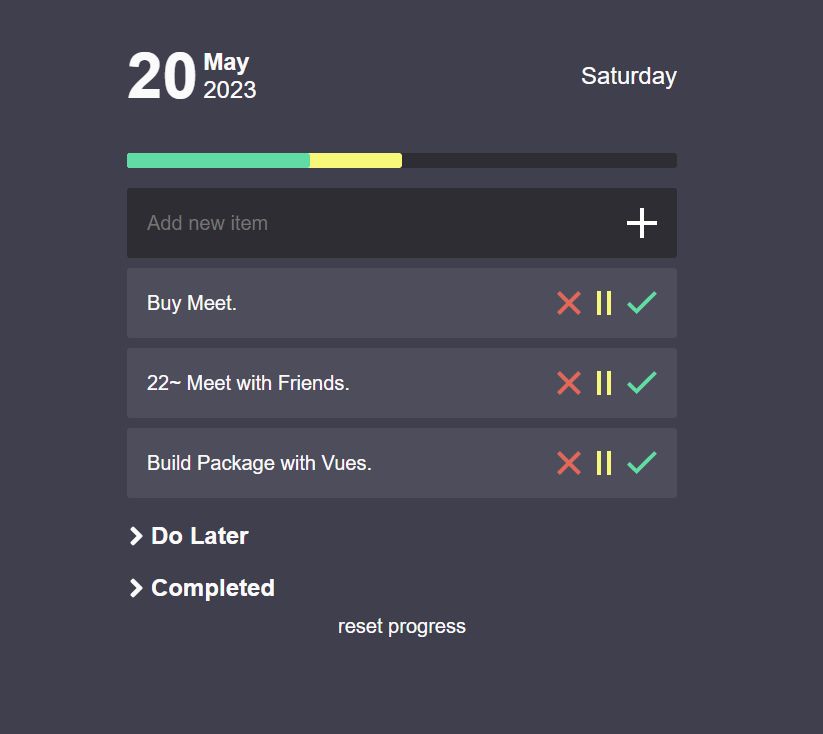 20 May
2023
Saturday
Add new item
Buy Meet.
22~ Meet with Friends.
Build Package with Vues.
Do Later
Completed
reset progress